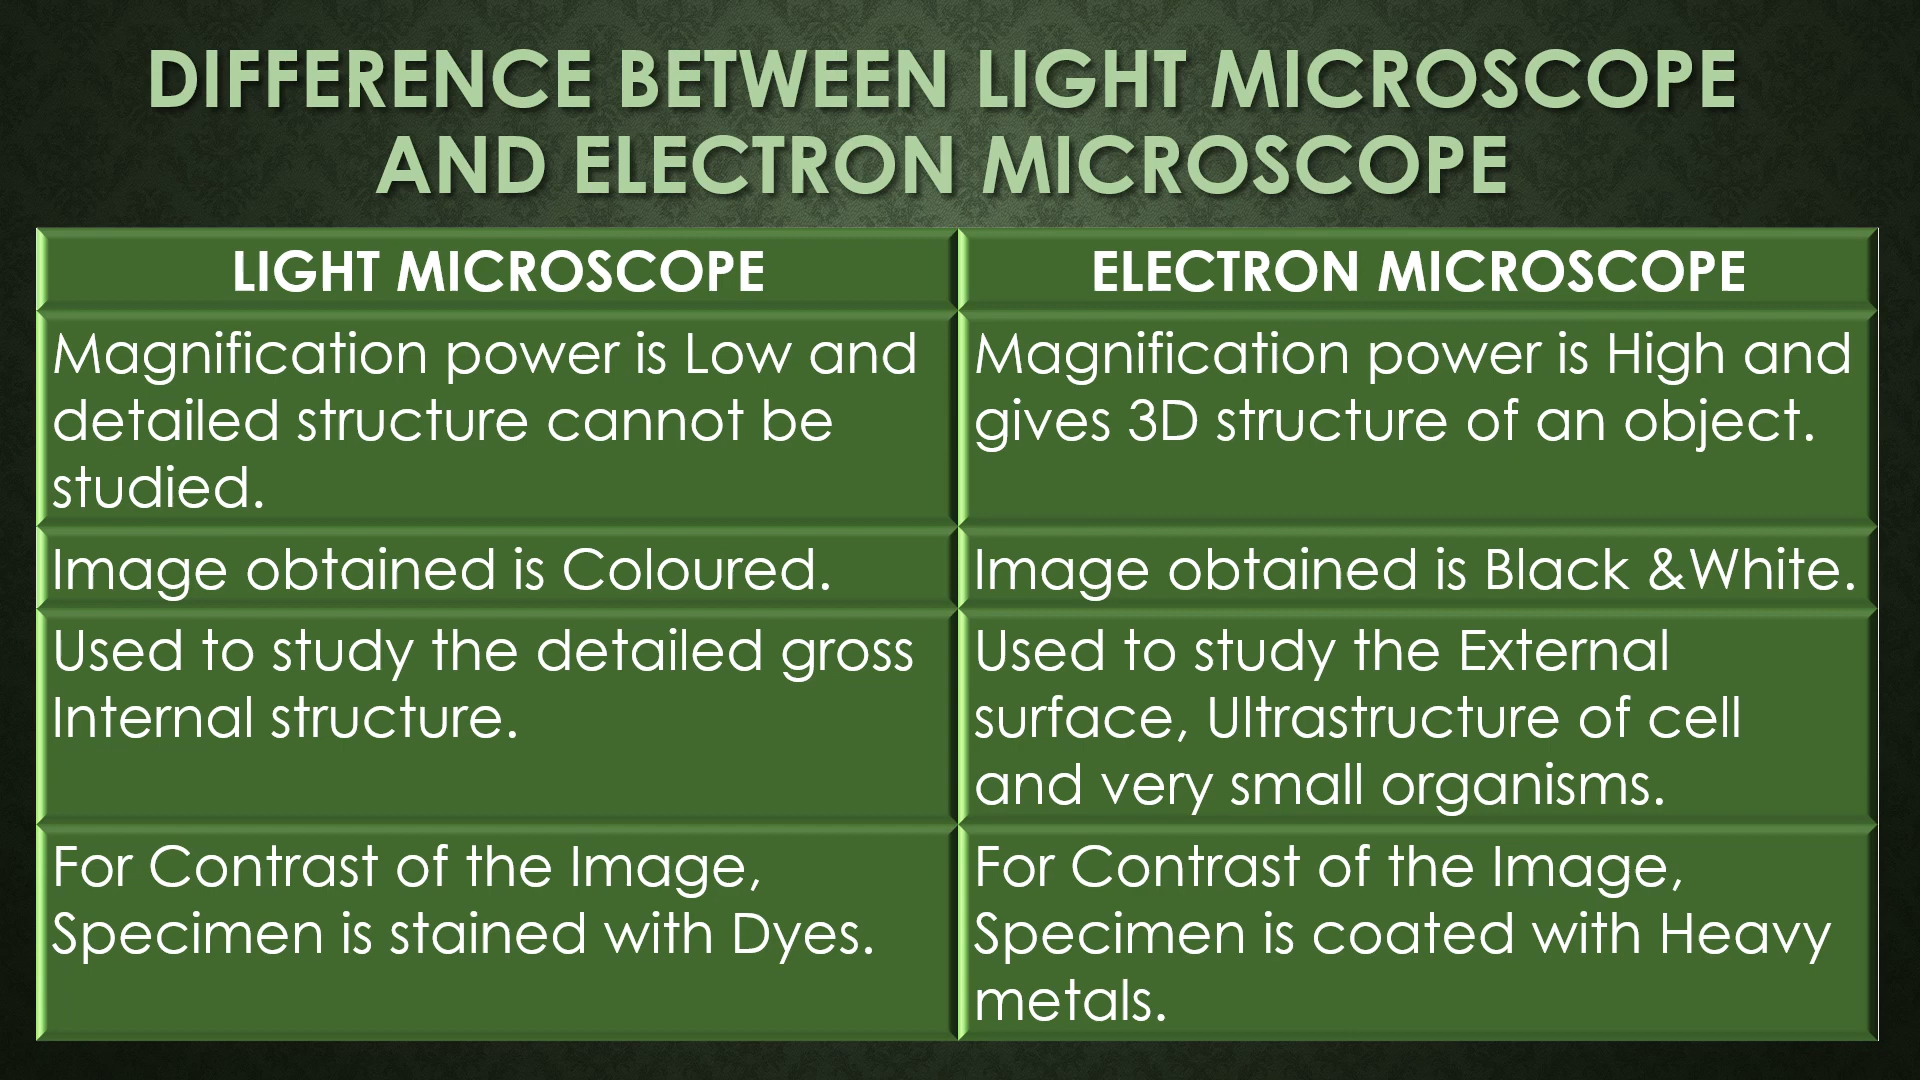 DIFFERENCE BETWEEN LIGHT MICROSCOPE
AND ELECTRON MICROSCOPE
LIGHT MICROSCOPE
ELECTRON MICROSCOPE
Magnification power is Low and
detailed structure cannot be
studied.
Magnification power is High and
gives 3D structure of an object.
Image obtained is Coloured.
Image obtained is Black &White.
Used to study the detailed gross
Internal structure.
Used to study the External
surface, Ultrastructure of cell
and very small organisms.
For Contrast of the Image,
Specimen is stained with Dyes.
For Contrast of the Image,
Specimen is coated with Heavy
metals.